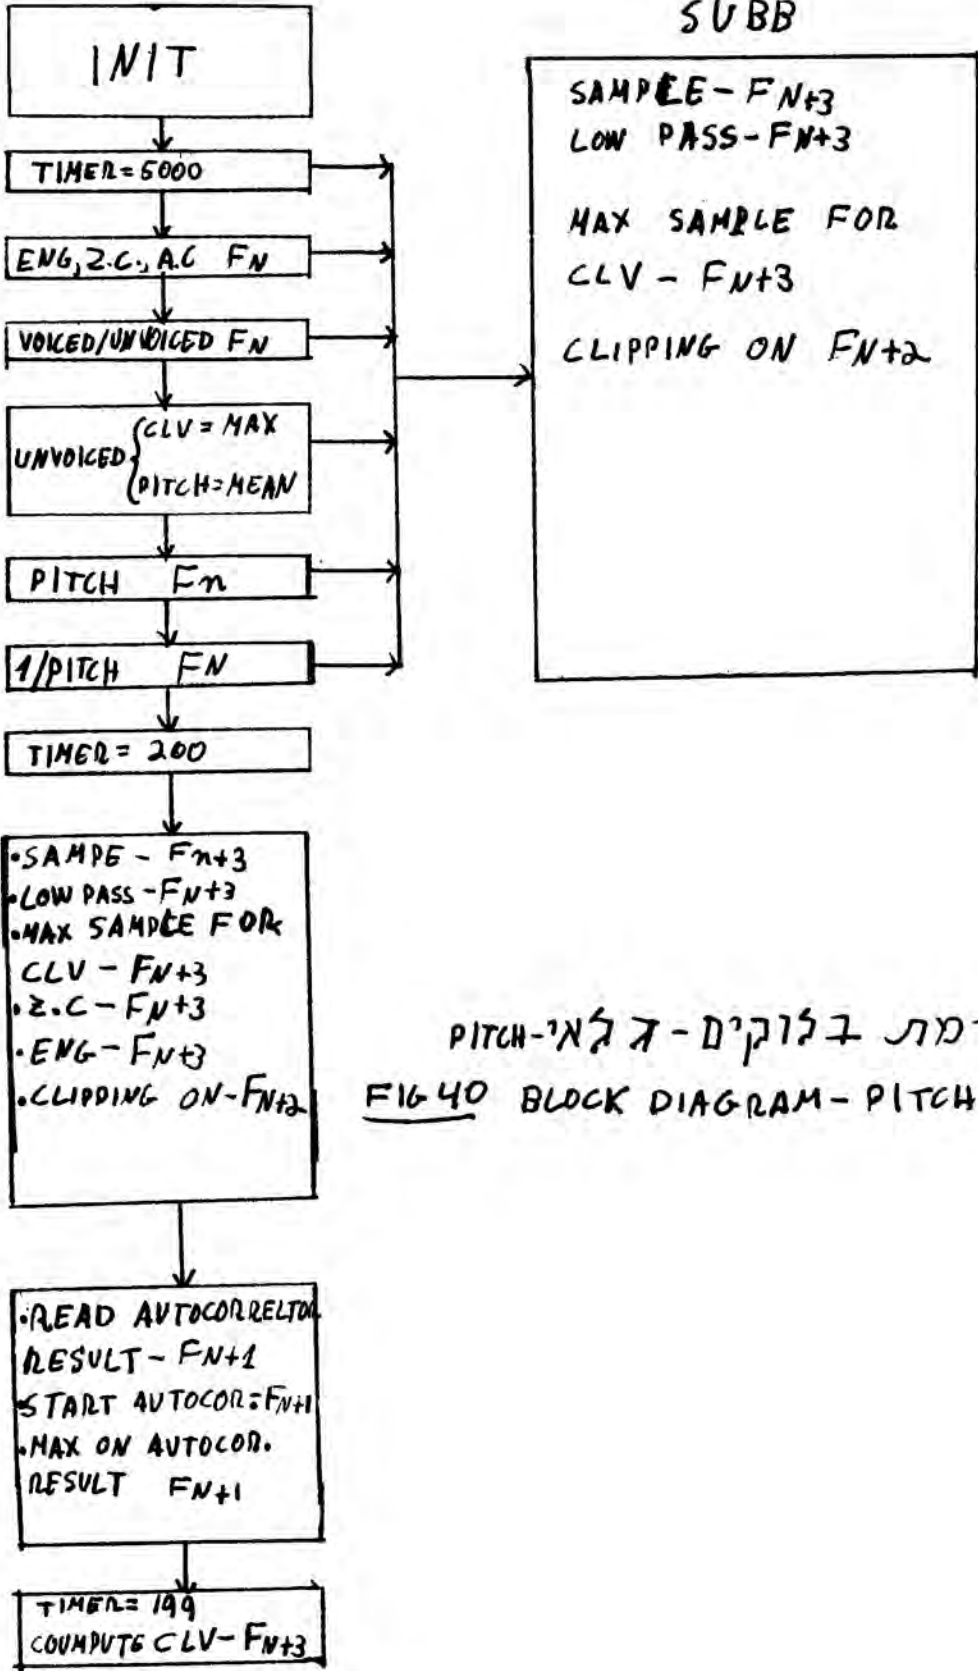 INIT
TIMER=5000
ENG, Z.C., A.C FN
VOICED/UNVOICED FN
UNVOICED { CLV = MAX
PITCH=MEAN
PITCH Fn
1/PITCH FN
TIMER = 200
•SAMPE - Fn+3
•LOW PASS - FN+3
•MAX SAMPLE FOR
CLV - FN+3
•Z.C - FN+3
•ENG - FN+3
•CLIPPING ON - FN+2
•READ AUTOCORRELTOR
RESULT - FN+1
•START AUTOCOR: FN+1
•MAX ON AUTOCOR.
RESULT FN+1
TIMER= 199
COUMPUTE CLV - FN+3
SUBB
SAMPLE - FN+3
LOW PASS - FN+3
MAX SAMPLE FOR
CLV - FN+3
CLIPPING ON FN+2
בלוקים - PITCH
FIG 40 BLOCK DIAGRAM - PITCH